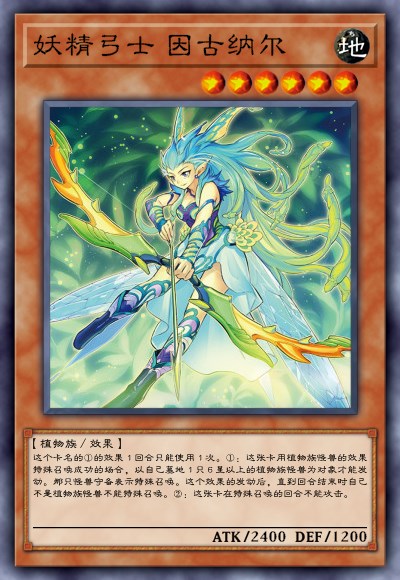 妖精弓士 因古纳尔
地
【植物族／效果】
这个卡名的①的效果1回合只能使用1次。①：这张卡用植物族怪兽的效果
特殊召唤成功的场合，以自己墓地1只6星以上的植物族怪兽为对象才能发
动。那只怪兽守备表示特殊召唤。这个效果的发动后，直到回合结束时自己
不是植物族怪兽不能特殊召唤。②：这张卡在特殊召唤的回合不能攻击。
ATK/2400 DEF/1200